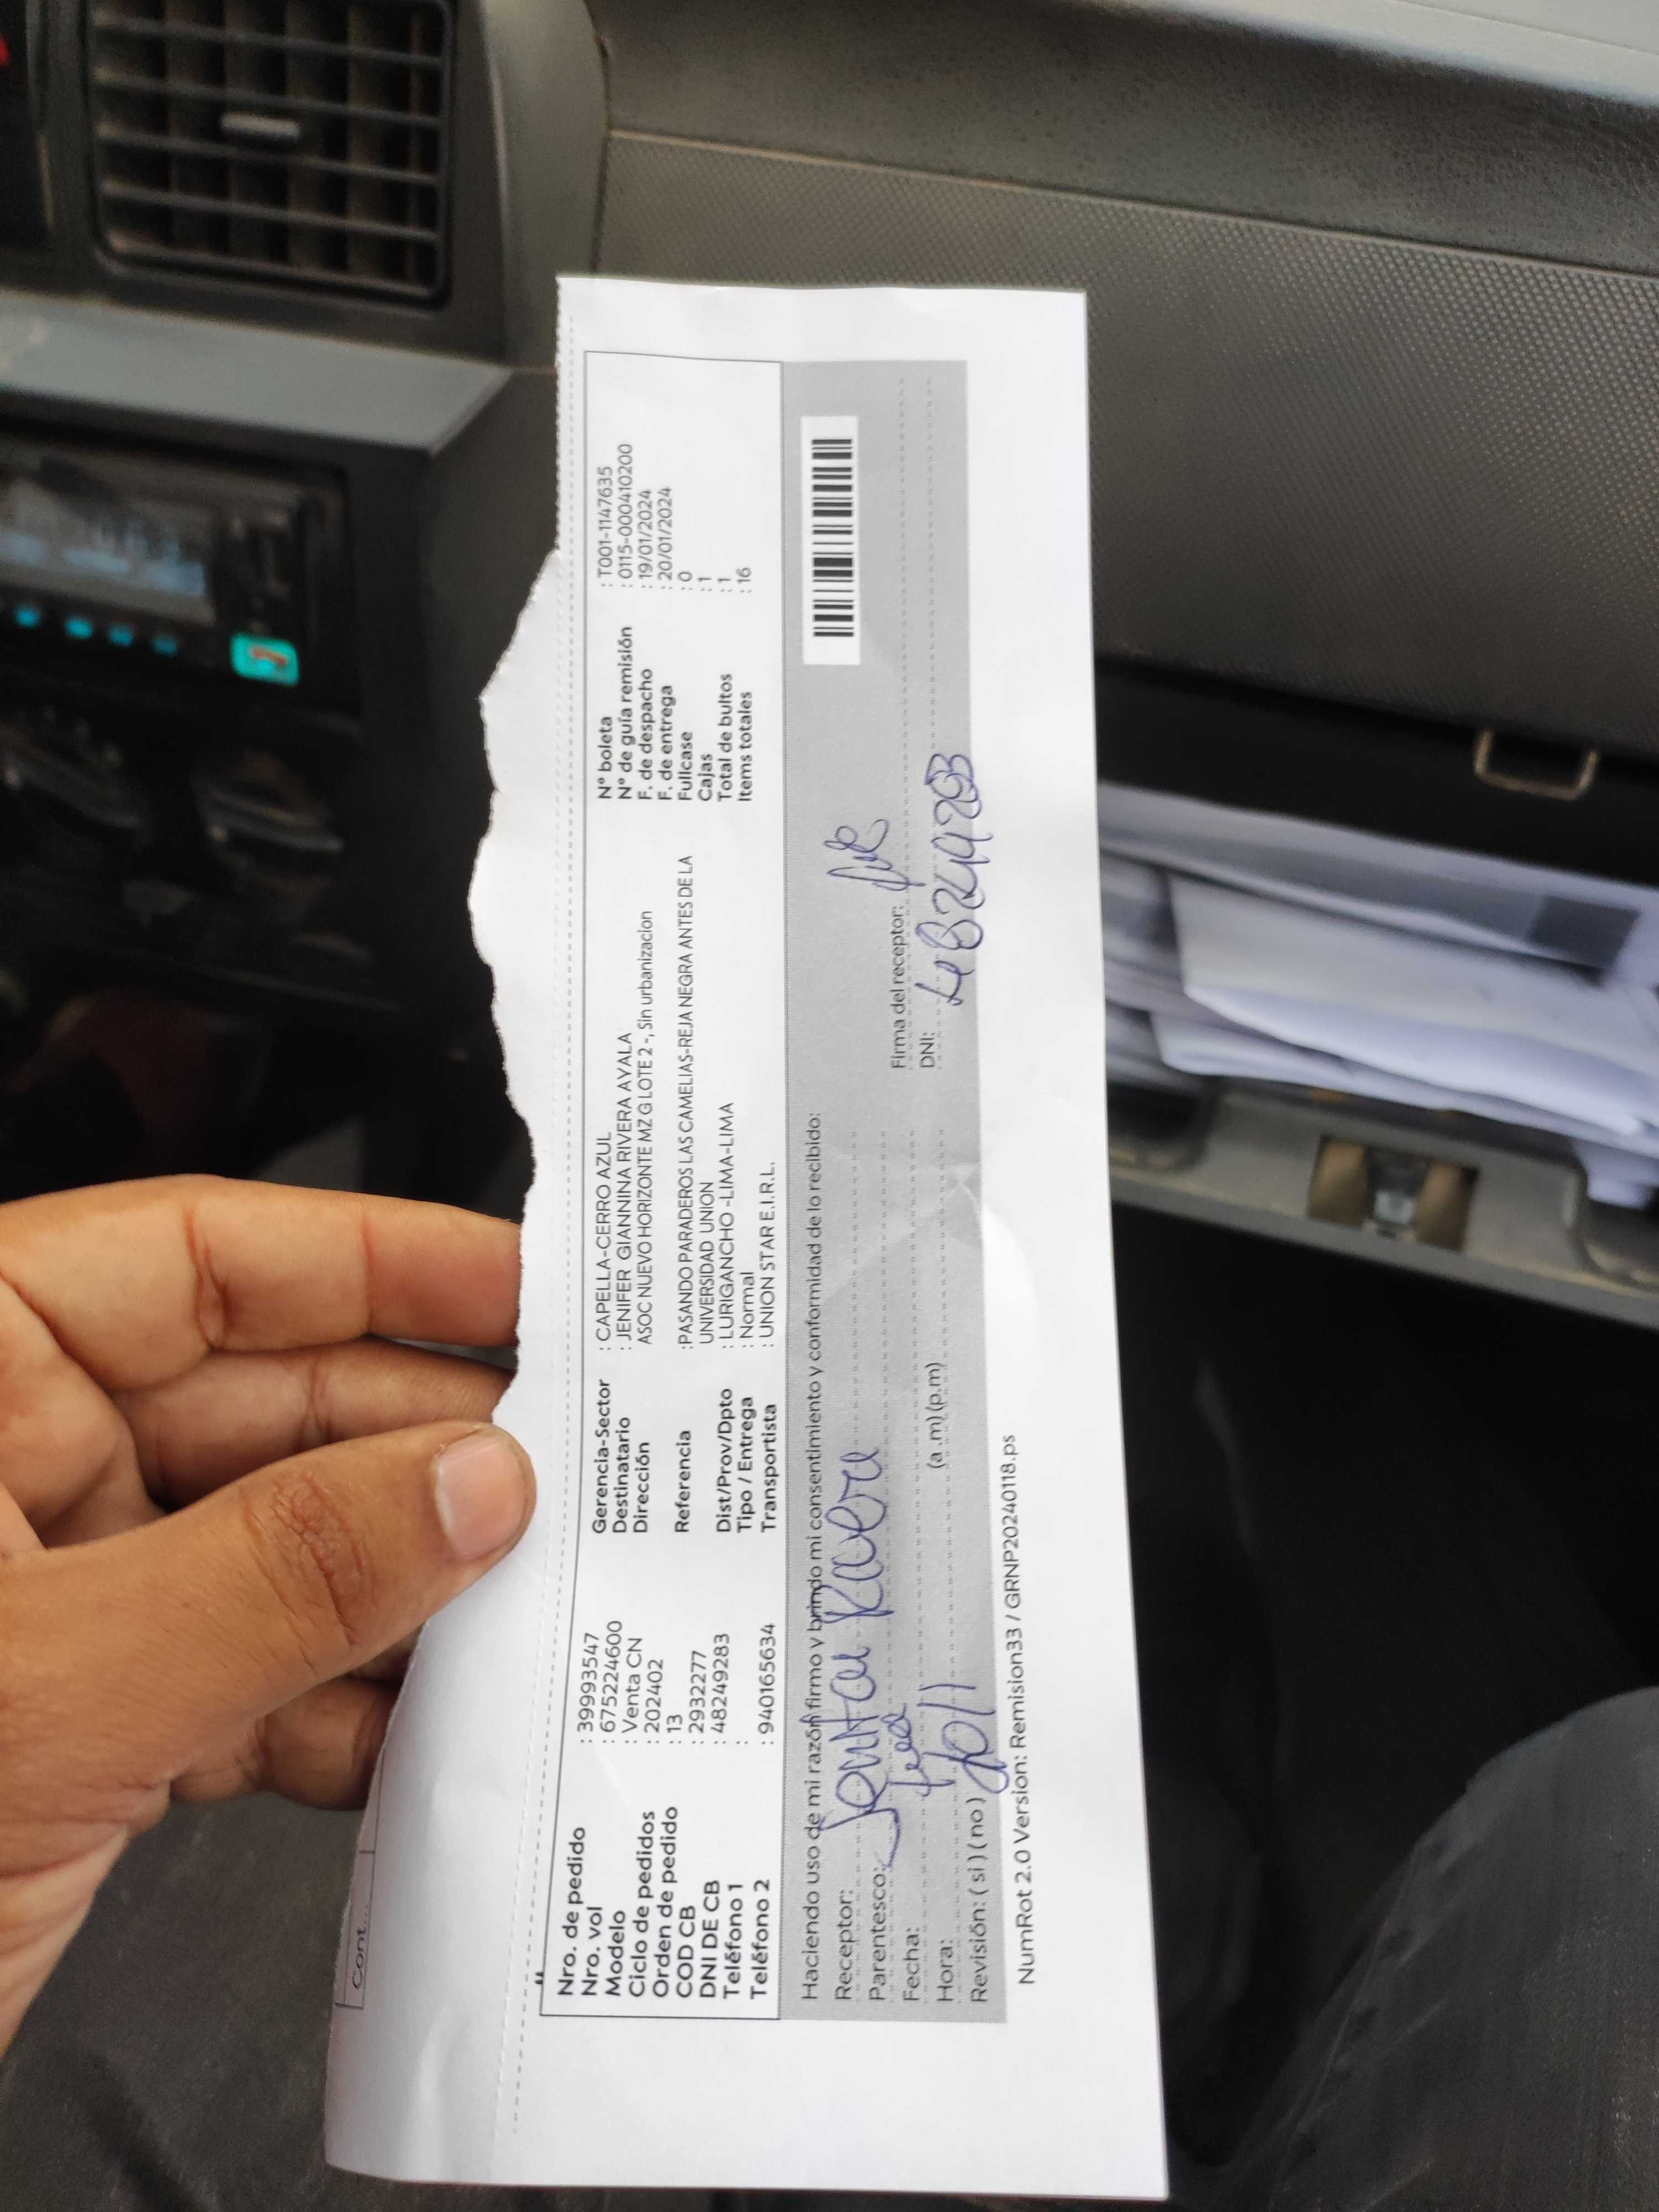 Cont...
Nro. de pedido : 39993547
Nro. vol : 675224600
Modelo : Venta CN
Ciclo de pedidos : 202402
Orden de pedido : 13
COD CB : 2932277
DNI DE CB : 48249283
Teléfono 1 :
Teléfono 2 : 940165634
Gerencia-Sector : CAPELLA-CERRO AZUL
Destinatario : JENIFER GIANNINA RIVERA AYALA
Dirección ASOC NUEVO HORIZONTE MZ G LOTE 2 -, Sin urbanizacion
Referencia : PASANDO PARADEROS LAS CAMELIAS-REJA NEGRA ANTES DE LA
UNIVERSIDAD UNION
Dist/Prov/Dpto : LURIGANCHO -LIMA-LIMA
Tipo / Entrega : Normal
Transportista : UNION STAR E.I.R.L.
N° boleta : T001-1147635
N° de guía remisión : 0115-000410200
F. de despacho : 19/01/2024
F. de entrega : 20/01/2024
Fullcase : 0
Cajas : 1
Total de bultos : 1
Items totales : 16
Haciendo uso de mi razón firmo y brindo mi consentimiento y conformidad de lo recibido:
Receptor:
Parentesco:
Fecha:
Hora: (a.m) (p.m)
Revisión: ( si ) ( no )
Firma del receptor:
DNI: 48249283
NumRot 2.0 Version: Remision33 / GRNP20240118.ps